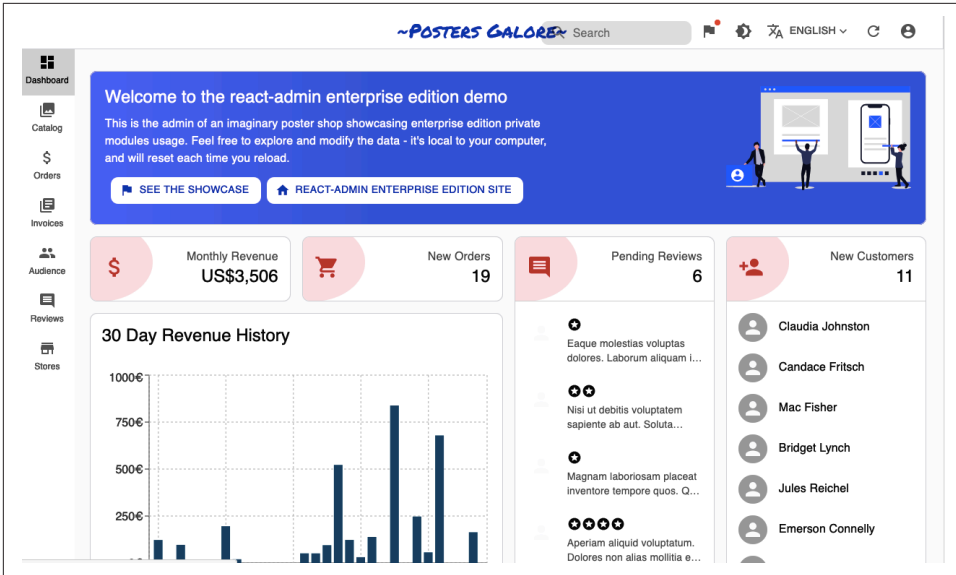 ~Posters Galore~
Search
ENGLISH
Dashboard
Catalog
Orders
Invoices
Audience
Reviews
Stores
Welcome to the react-admin enterprise edition demo
This is the admin of an imaginary poster shop showcasing enterprise edition private
modules usage. Feel free to explore and modify the data - it's local to your computer,
and will reset each time you reload.
SEE THE SHOWCASE
REACT-ADMIN ENTERPRISE EDITION SITE
Monthly Revenue
US$3,506
New Orders
19
Pending Reviews
6
New Customers
11
30 Day Revenue History
1000€
750€
500€
250€
Eaque molestias voluptas
dolores. Laborum aliquam i...
Nisi ut debitis voluptatem
sapiente ab aut. Soluta...
Magnam laboriosam placeat
inventore tempore quos. Q...
Aperiam aliquid voluptatum.
Dolores non alias mollitia e...
Claudia Johnston
Candace Fritsch
Mac Fisher
Bridget Lynch
Jules Reichel
Emerson Connelly